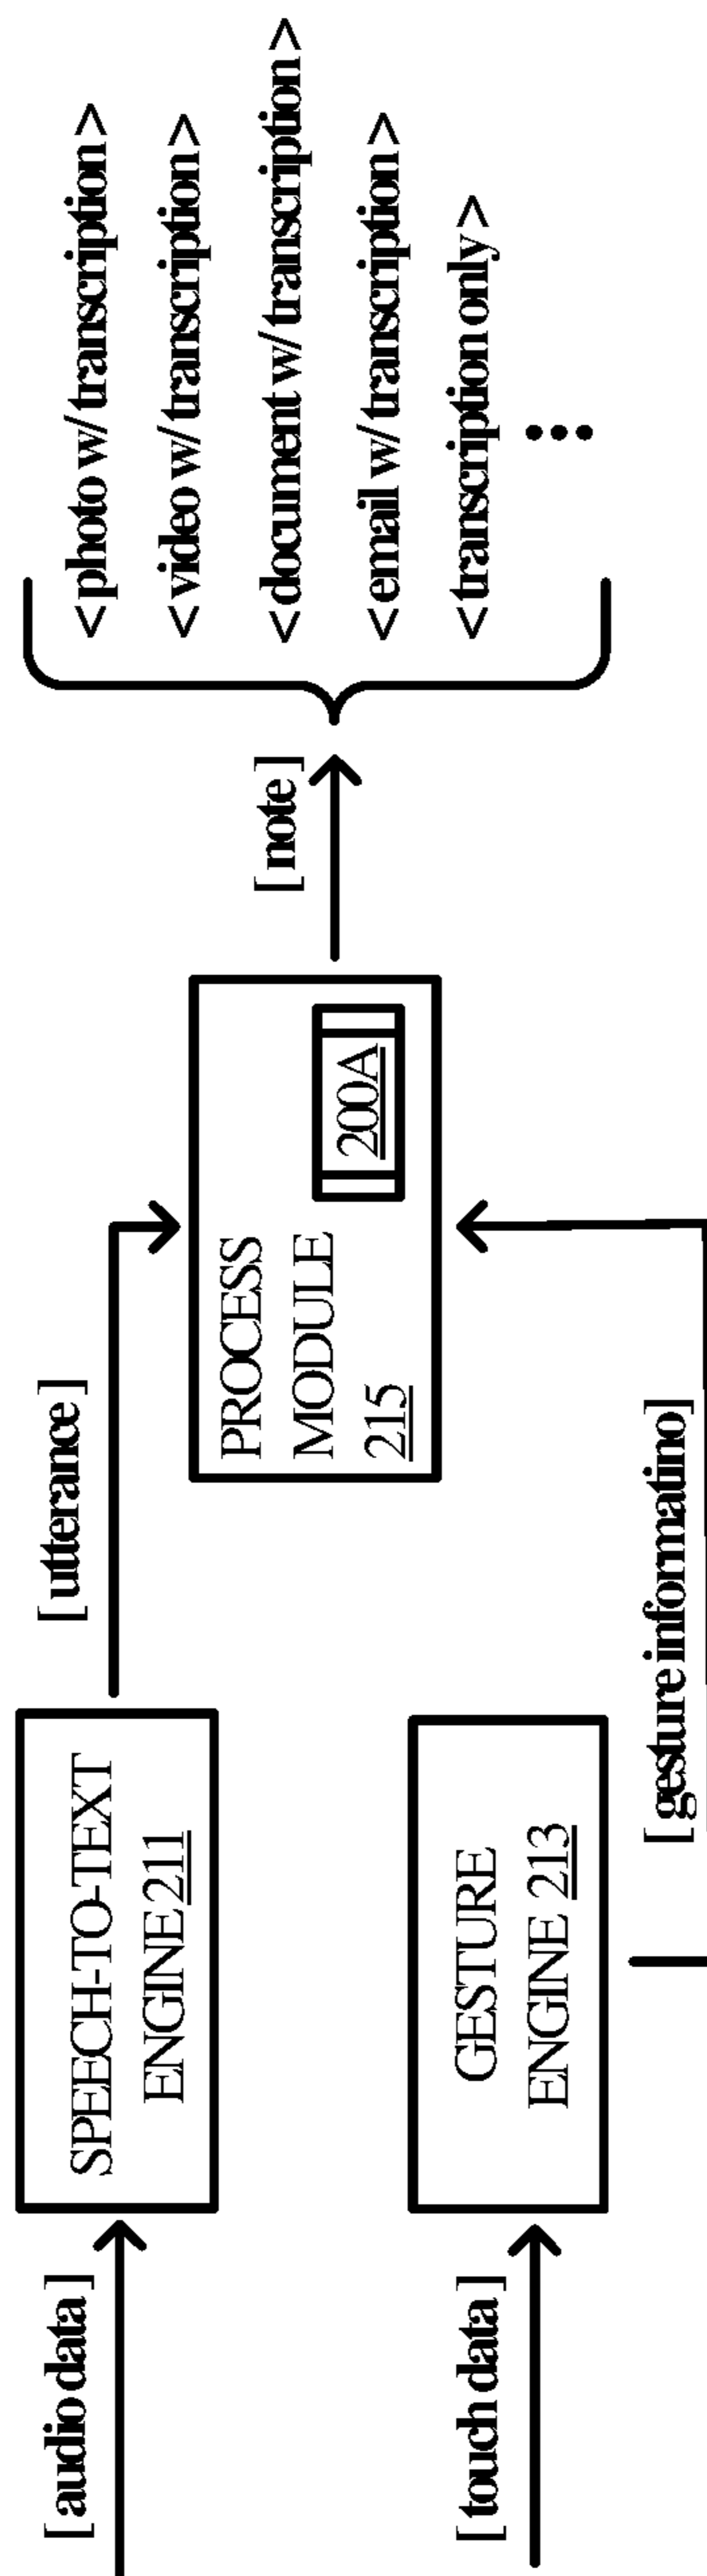 [audio data]
SPEECH-TO-TEXT
ENGINE 211
[utterance]
[touch data]
GESTURE
ENGINE 213
[gesture informatino]
PROCESS
MODULE
215
200A
[note]
<photo w/ transcription>
<video w/ transcription>
<document w/ transcription>
<email w/ transcription>
<transcription only>